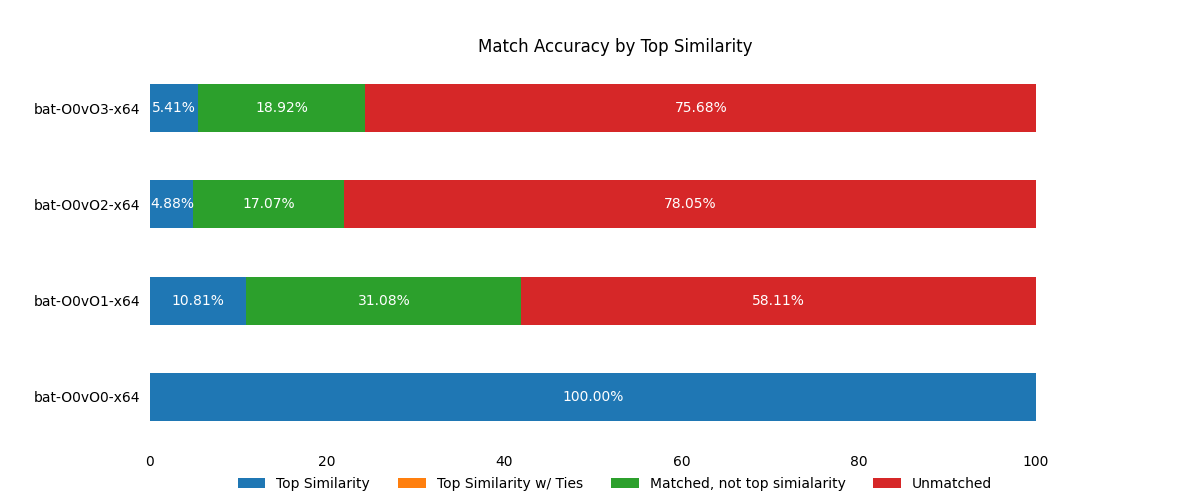 Match Accuracy by Top Similarity
bat-O0vO3-x64 5.41% 18.92% 75.68%
bat-O0vO2-x64 4.88% 17.07% 78.05%
bat-O0vO1-x64 10.81% 31.08% 58.11%
bat-O0vO0-x64 100.00%
0 20 40 60 80 100
Top Similarity Top Similarity w/ Ties Matched, not top simialarity Unmatched